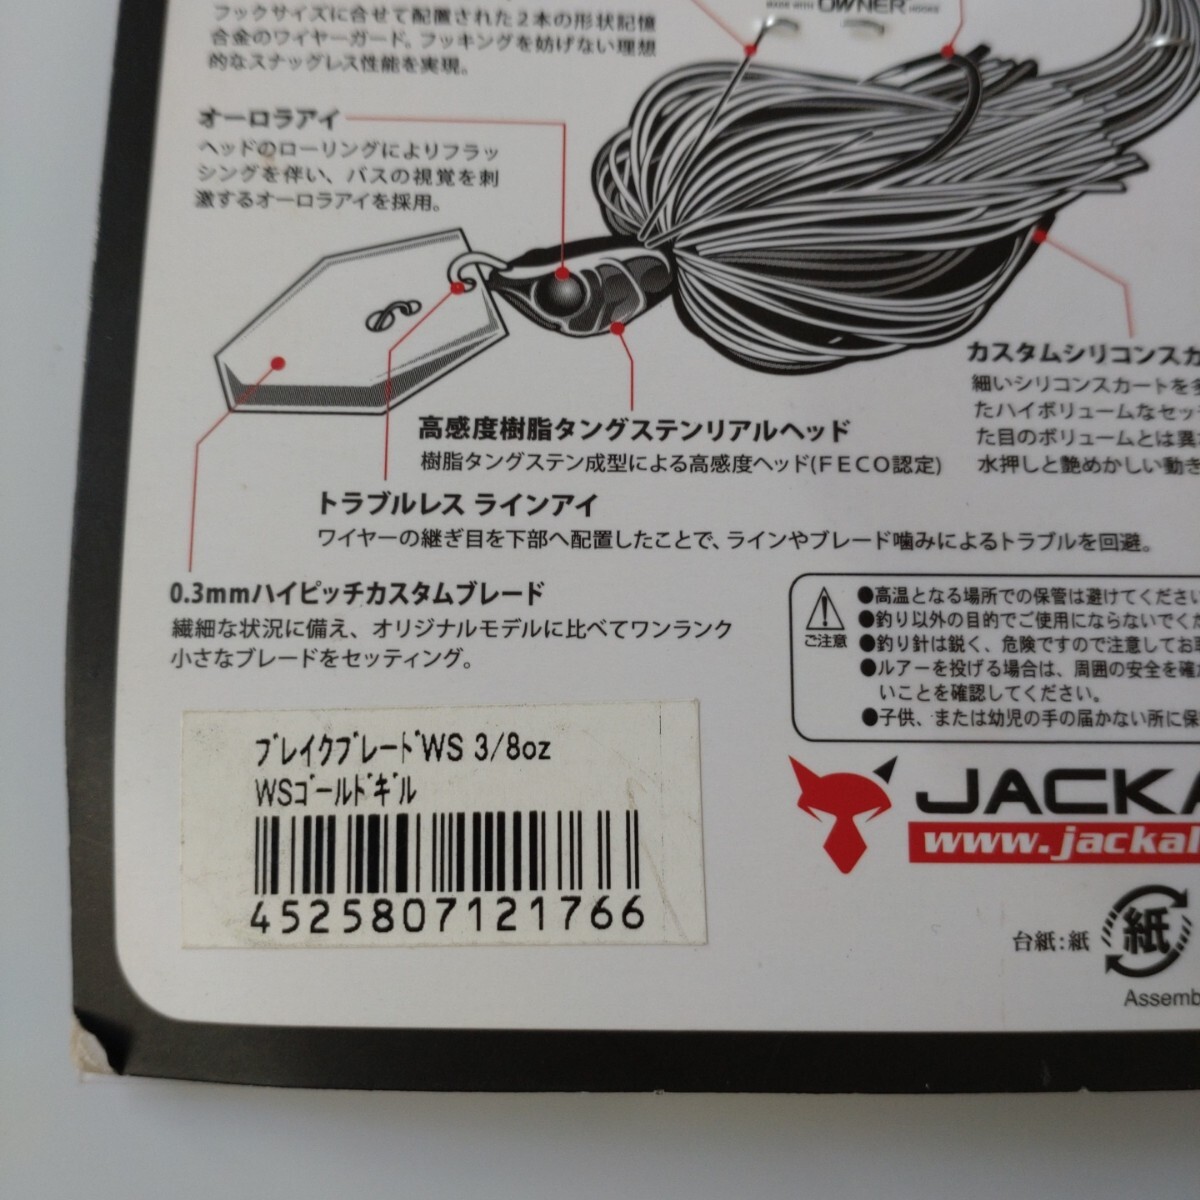 フックサイズに合せて配置された2本の形状記憶
合金のワイヤーガード。フッキングを妨げない理想
的なスナッグレス性能を実現。
MADE WITH OWNER HOOKS
オーロラアイ
ヘッドのローリングによりフラッ
シングを伴い、バスの視覚を刺
激するオーロラアイを採用。
カスタムシリコンスカ
細いシリコンスカートを多
たハイボリュームなセッ
た目のボリュームとは異
水押しと艶めかしい動き
高感度樹脂タングステンリアルヘッド
樹脂タングステン成型による高感度ヘッド(FECO認定)
トラブルレス ラインアイ
ワイヤーの継ぎ目を下部へ配置したことで、ラインやブレード噛みによるトラブルを回避。
0.3mmハイピッチカスタムブレード
繊細な状況に備え、オリジナルモデルに比べてワンランク
小さなブレードをセッティング。
ご注意
●高温となる場所での保管は避けてください
●釣り以外の目的でご使用にならないでくだ
●釣り針は鋭く、危険ですので注意してお
●ルアーを投げる場合は、周囲の安全を確
いことを確認してください。
●子供、または幼児の手の届かない所に保
ﾌﾞﾚｲｸﾌﾞﾚｰﾄﾞWS 3/8oz
WSｺﾞｰﾙﾄﾞｷﾞﾙ
4525807121766
JACKA
www.jackal
台紙:紙
紙
Assemb